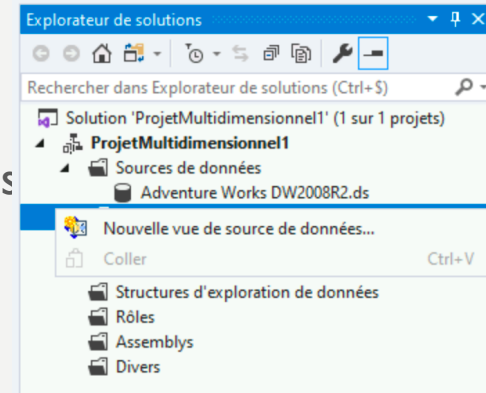 Explorateur de solutions
Rechercher dans Explorateur de solutions (Ctrl+$)
Solution 'ProjetMultidimensionnel1' (1 sur 1 projets)
ProjetMultidimensionnel1
Sources de données
Adventure Works DW2008R2.ds
Nouvelle vue de source de données...
Coller Ctrl+V
Structures d'exploration de données
Rôles
Assemblys
Divers